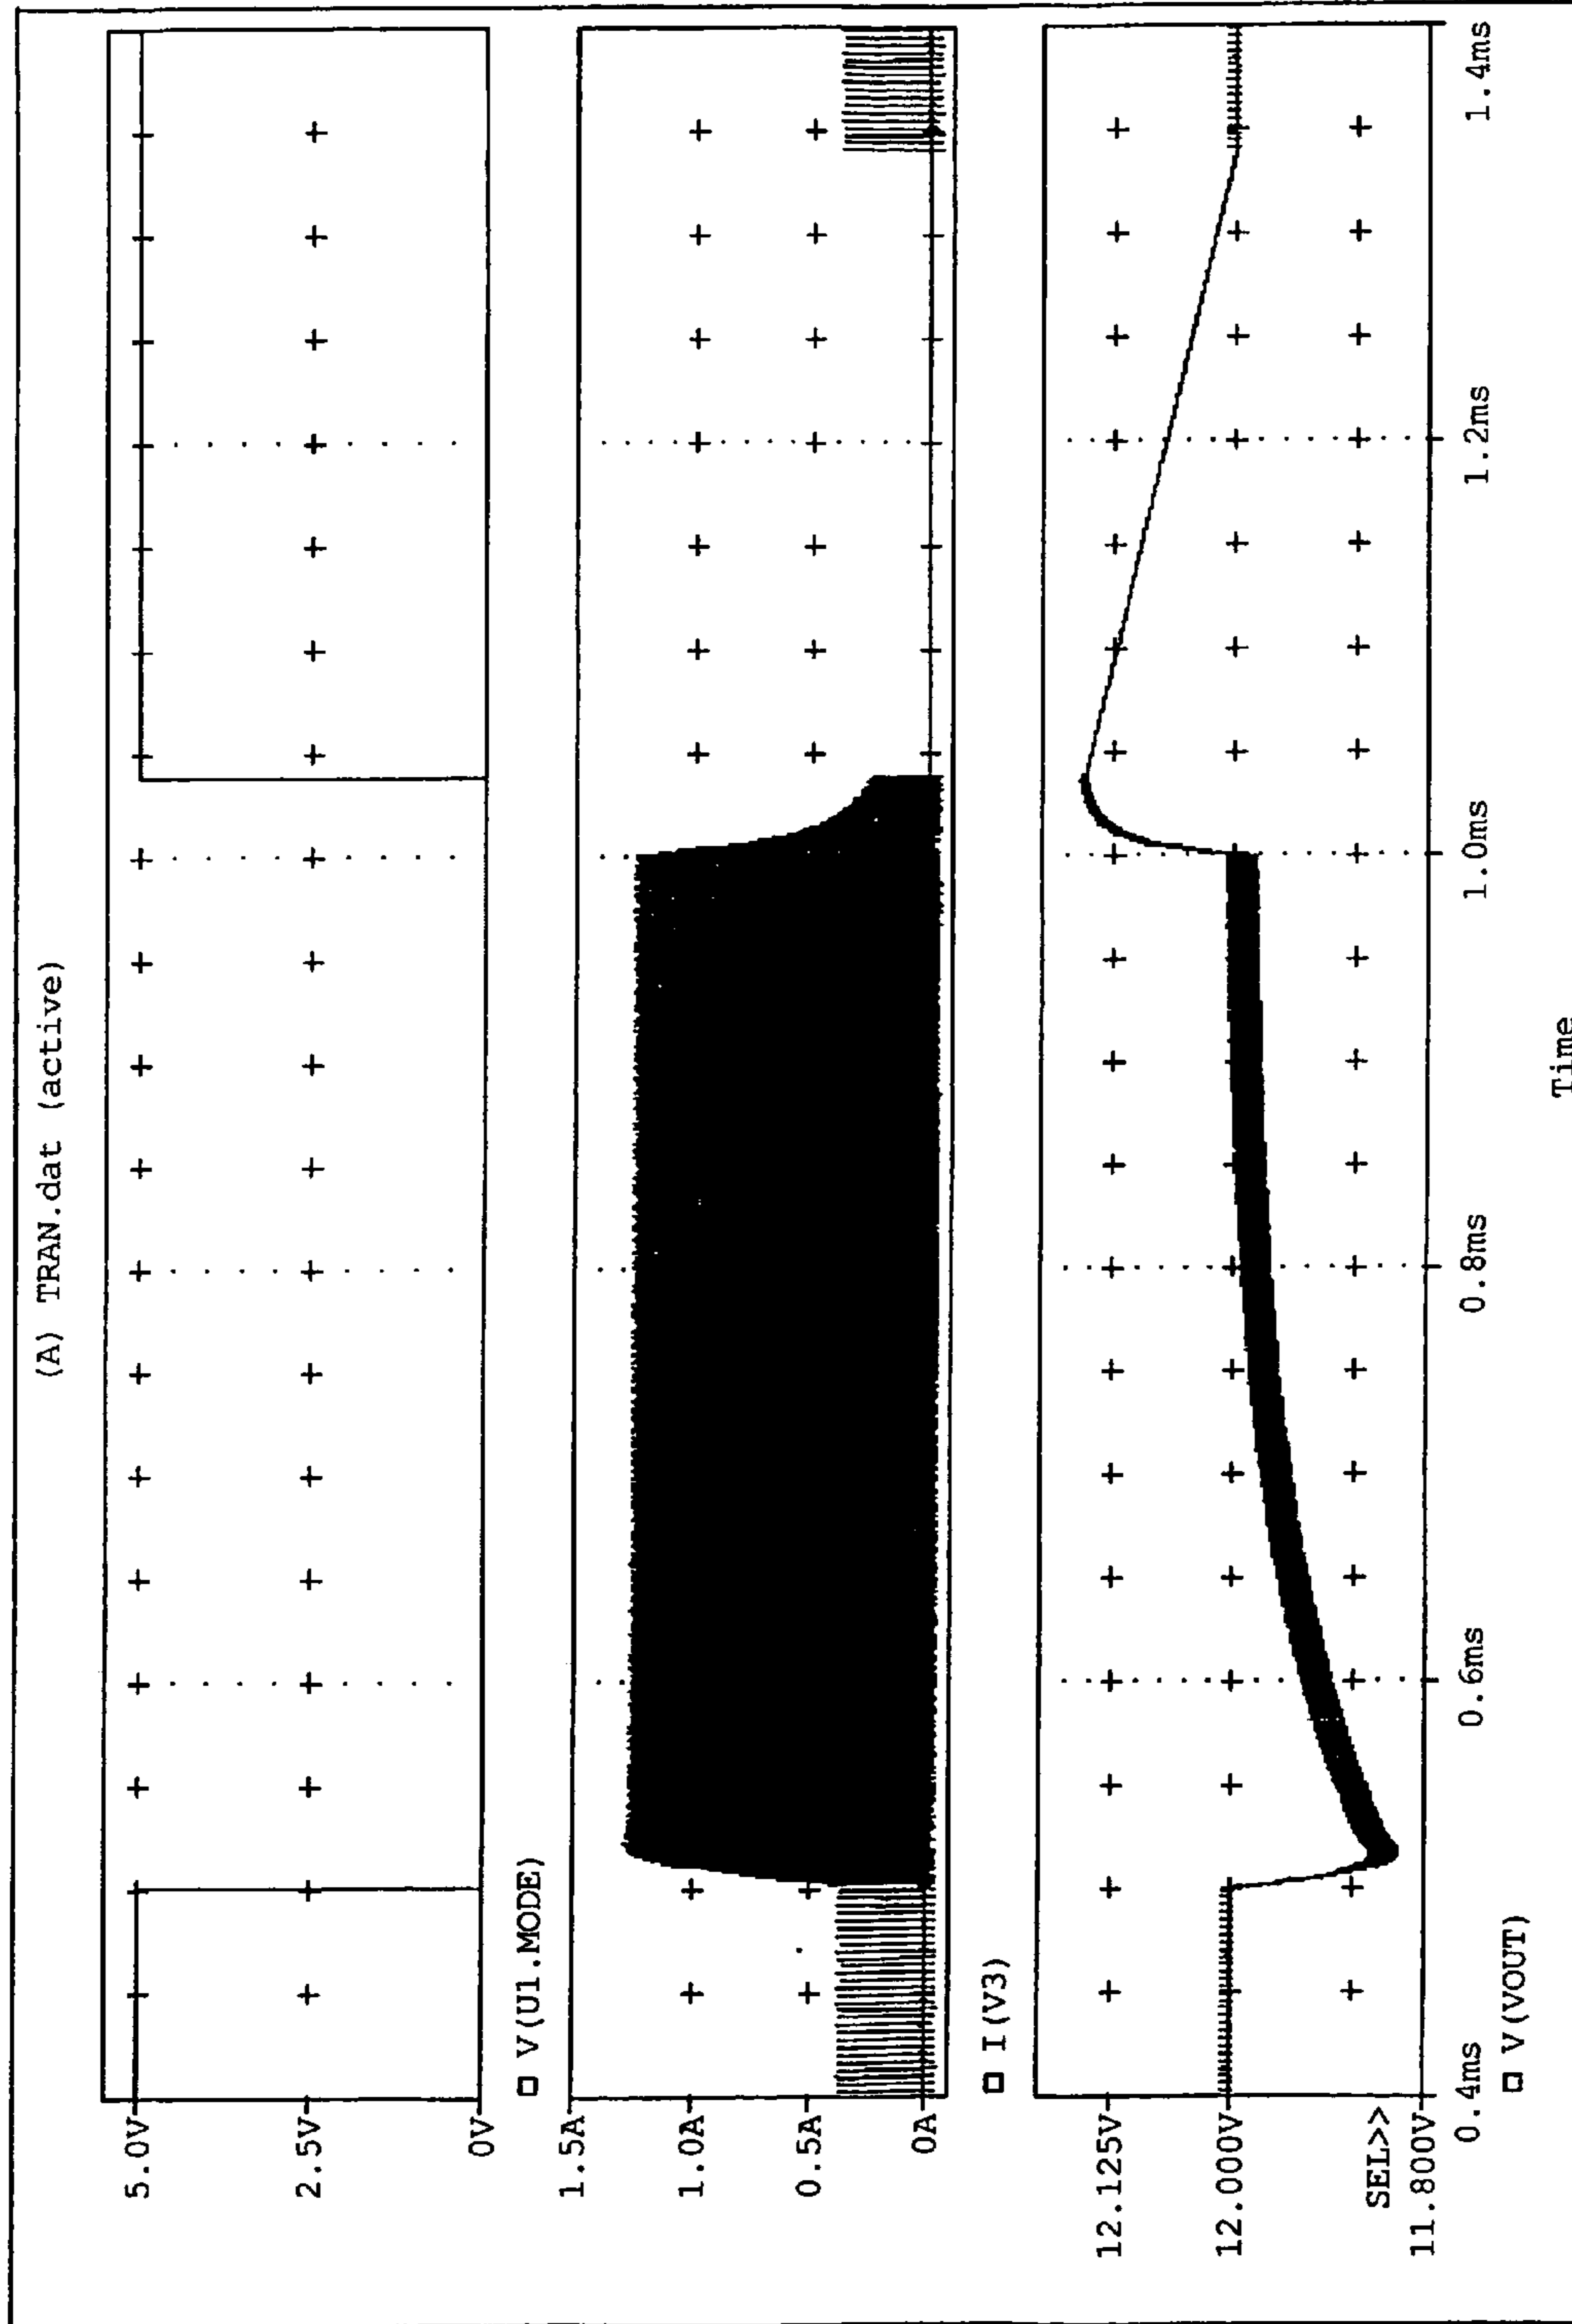 (A) TRAN.dat (active)
5.0V
2.5V
0V
V(U1.MODE)
1.5A
1.0A
0.5A
0A
I(V3)
12.125V
12.000V
SEL>>
11.800V
V(VOUT)
0.4ms 0.6ms 0.8ms 1.0ms 1.2ms 1.4ms
Time